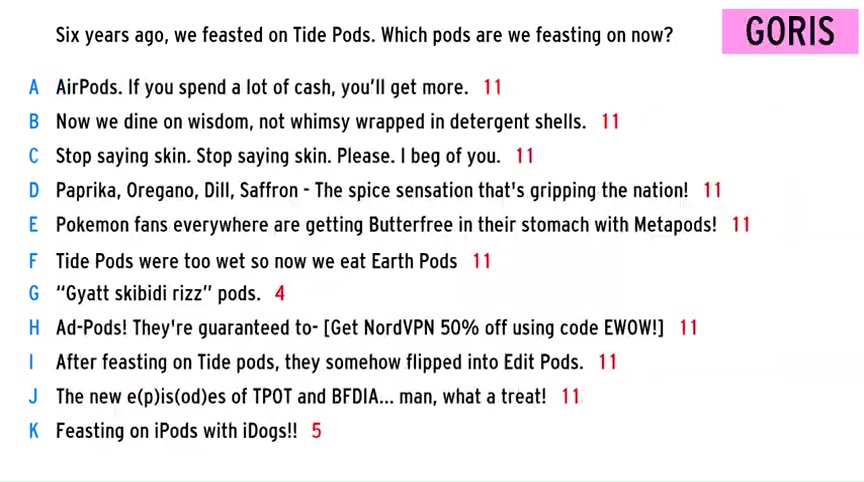 Six years ago, we feasted on Tide Pods. Which pods are we feasting on now?
GORIS
A AirPods. If you spend a lot of cash, you'll get more. 11
B Now we dine on wisdom, not whimsy wrapped in detergent shells. 11
C Stop saying skin. Stop saying skin. Please. I beg of you. 11
D Paprika, Oregano, Dill, Saffron - The spice sensation that's gripping the nation! 11
E Pokemon fans everywhere are getting Butterfree in their stomach with Metapods! 11
F Tide Pods were too wet so now we eat Earth Pods 11
G “Gyatt skibidi rizz” pods. 4
H Ad-Pods! They're guaranteed to- [Get NordVPN 50% off using code EWOW!] 11
I After feasting on Tide pods, they somehow flipped into Edit Pods. 11
J The new e(p)is(od)es of TPOT and BFDIA... man, what a treat! 11
K Feasting on iPods with iDogs!! 5